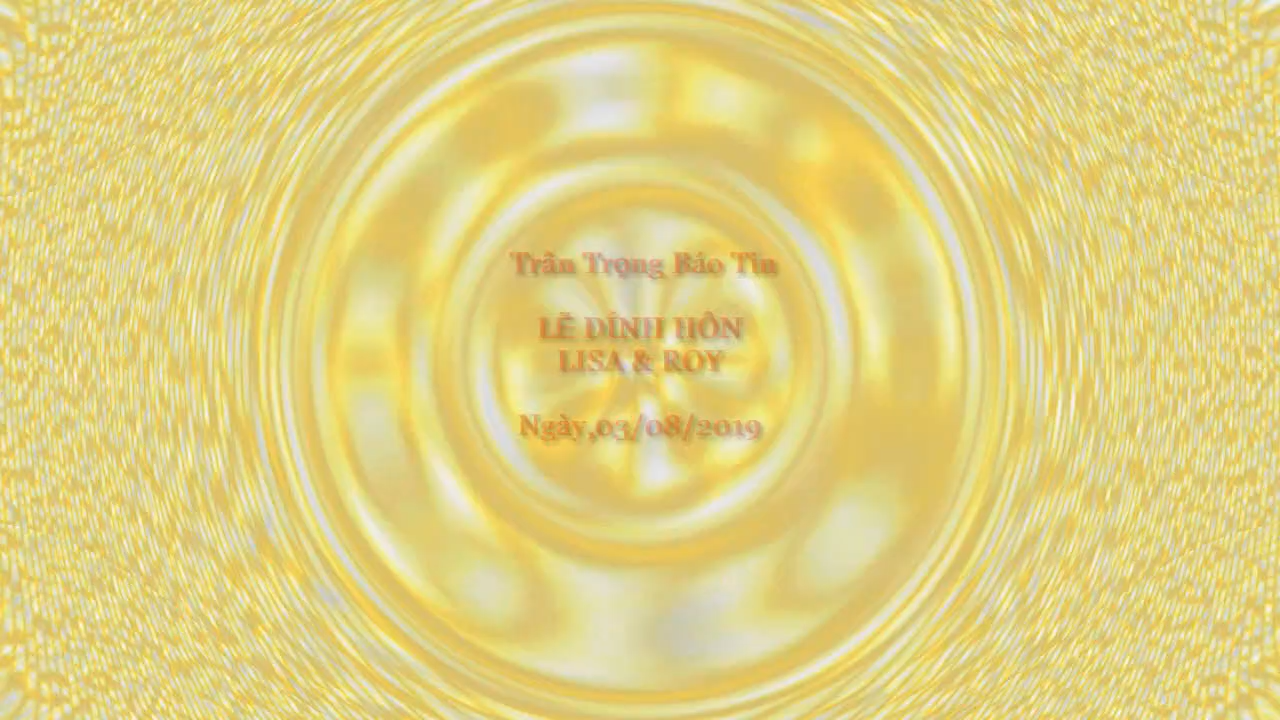 Trân Trọng Báo Tin
LỄ ĐÍNH HÔN
LISA & ROY
Ngày,03/08/2019